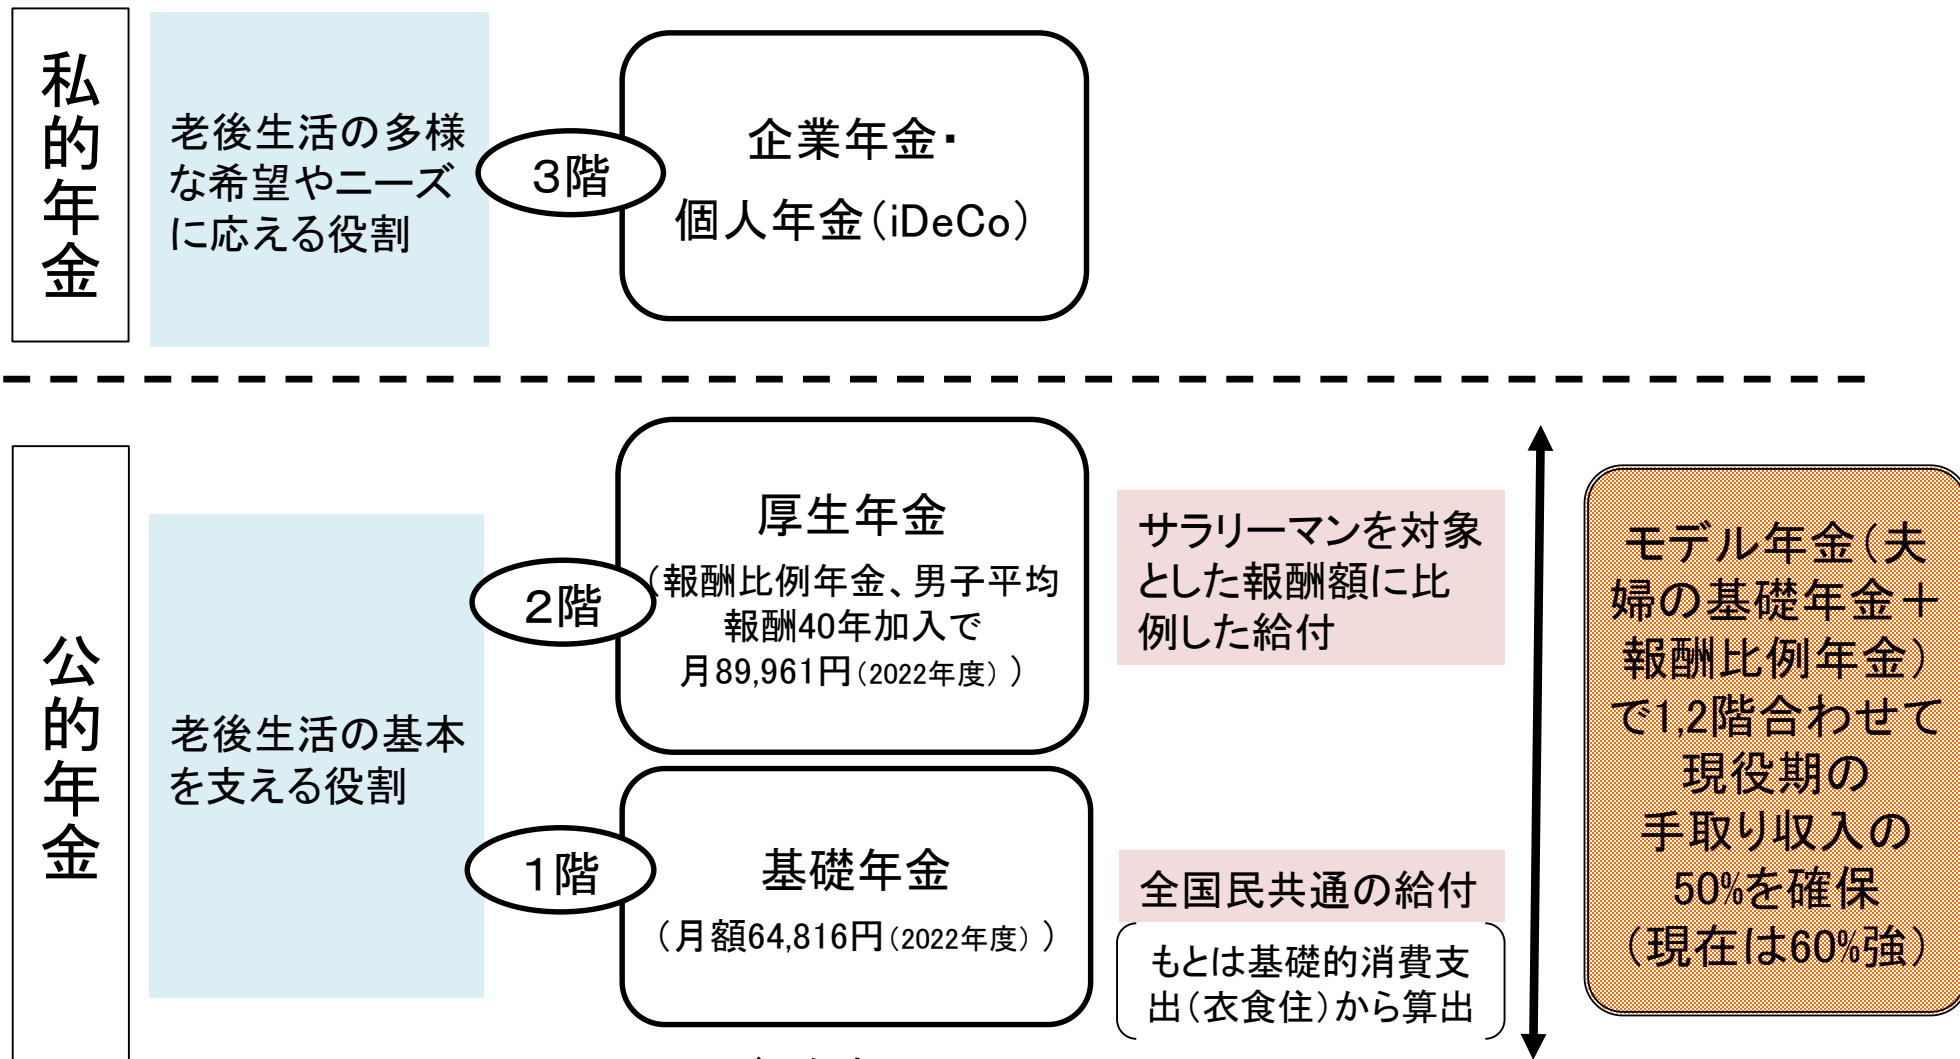 私的年金
老後生活の多様
な希望やニーズ
に応える役割
3階
企業年金・
個人年金(iDeCo)
公的年金
老後生活の基本
を支える役割
2階
厚生年金
(報酬比例年金、男子平均
報酬40年加入で
月89,961円(2022年度))
サラリーマンを対象
とした報酬額に比
例した給付
1階
基礎年金
(月額64,816円(2022年度))
全国民共通の給付
もとは基礎的消費支
出(衣食住)から算出
モデル年金(夫
婦の基礎年金+
報酬比例年金)
で1,2階合わせて
現役期の
手取り収入の
50%を確保
(現在は60%強)